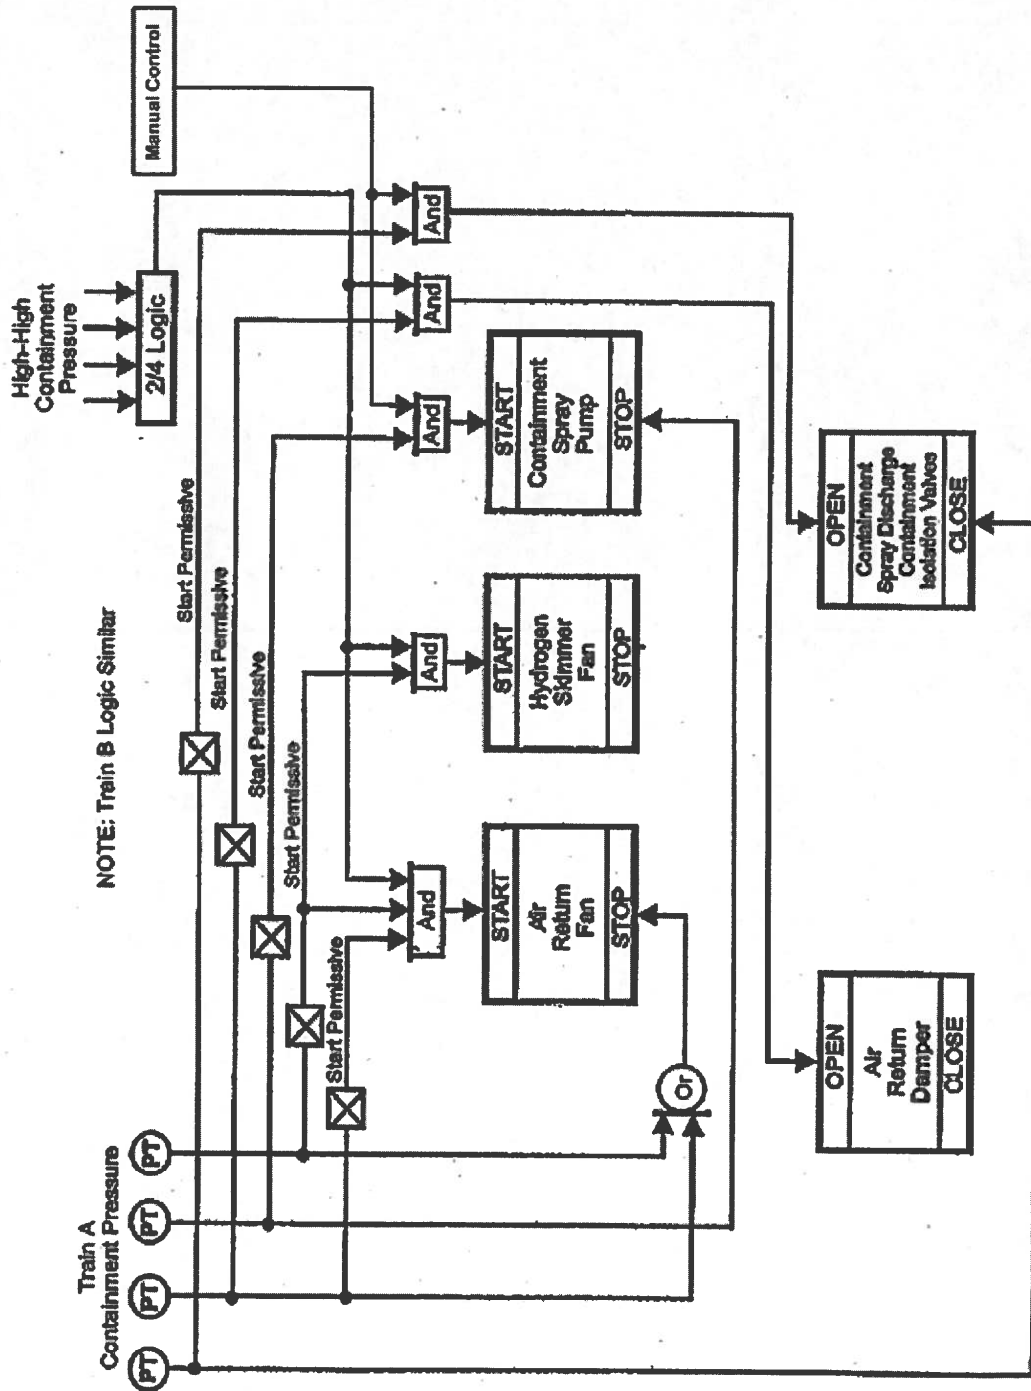 High-High
Containment
Pressure
2/4 Logic
Manual Control
NOTE: Train B Logic Similar
Start Permissive
Start Permissive
Start Permissive
Start Permissive
Start Permissive
And
And
And
And
And
START
Air
Return
Fan
STOP
START
Hydrogen
Skimmer
Fan
STOP
START
Containment
Spray
Pump
STOP
Train A
Containment Pressure
PT
PT
PT
PT
Or
OPEN
Air
Return
Damper
CLOSE
OPEN
Containment
Spray Discharge
Containment
Isolation Valves
CLOSE